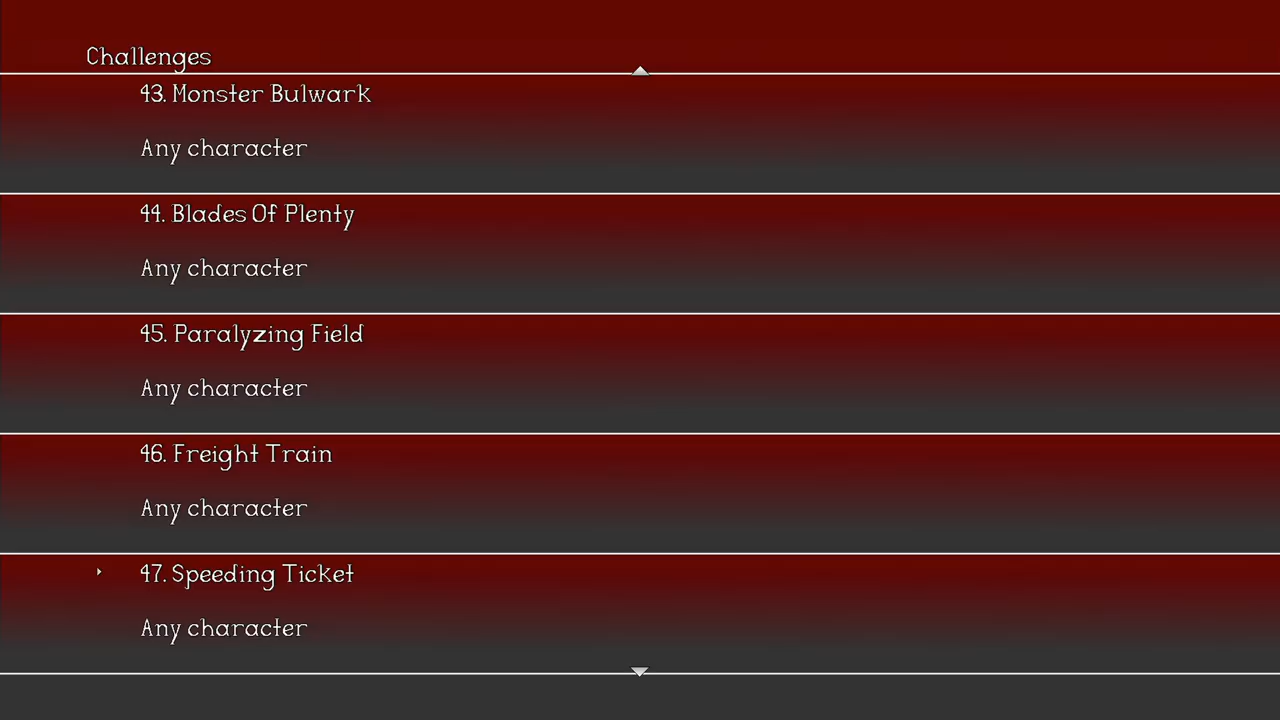 Challenges
43. Monster Bulwark
Any character
44. Blades Of Plenty
Any character
45. Paralyzing Field
Any character
46. Freight Train
Any character
47. Speeding Ticket
Any character